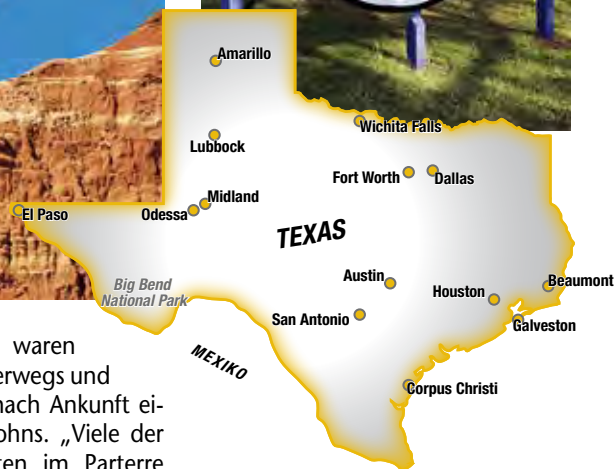 Amarillo
Wichita Falls
Lubbock
Fort Worth
Dallas
Midland
El Paso
Odessa
TEXAS
Big Bend
National Park
Austin
Houston
Beaumont
San Antonio
Galveston
MEXIKO
Corpus Christi
waren
erwegs und
nach Ankunft ei-
ohns. „Viele der
ten im Parterre